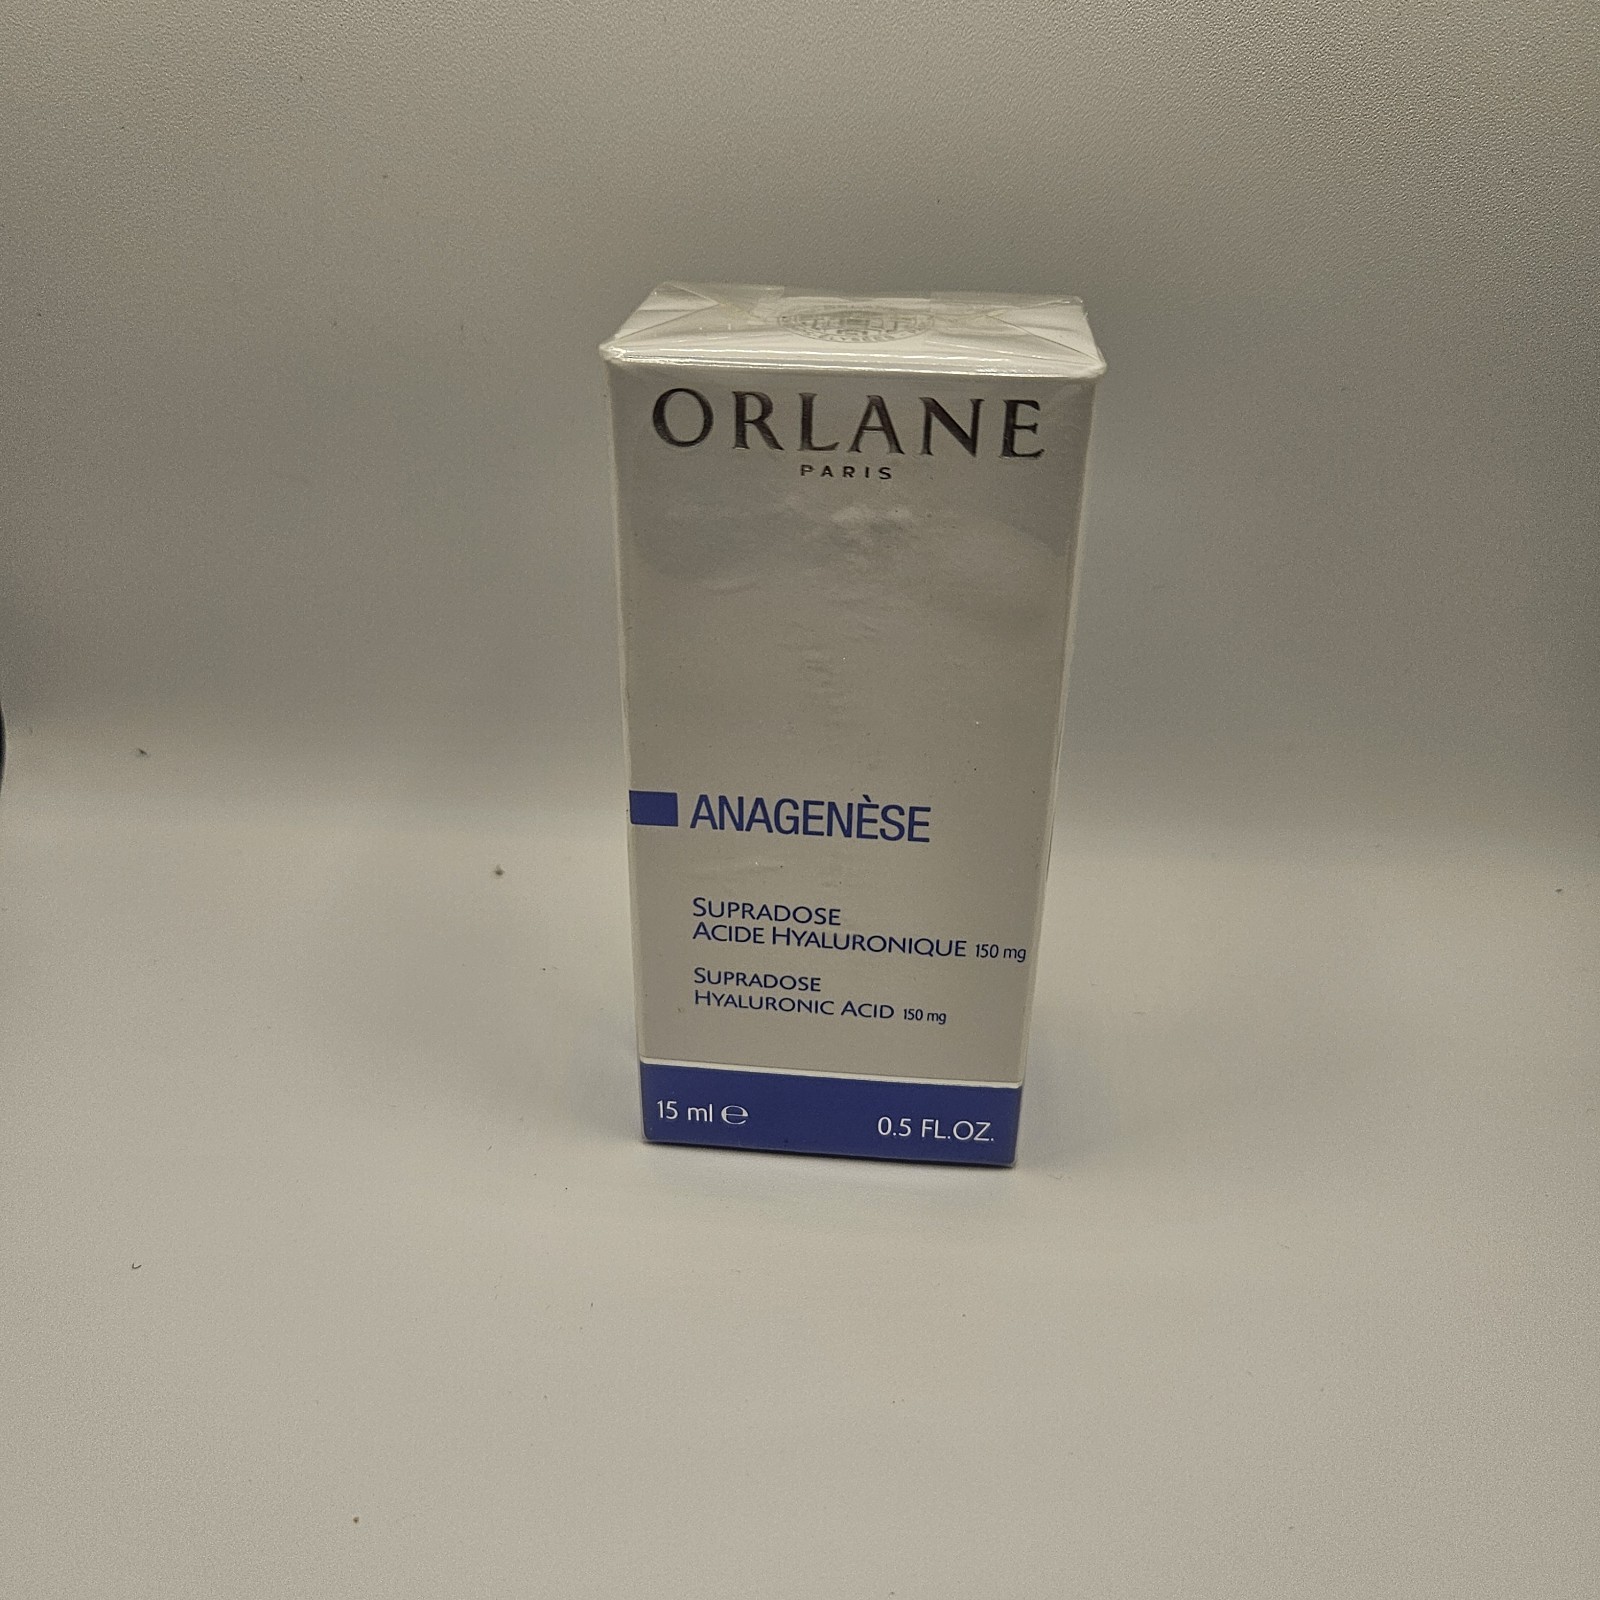 ORLANE
PARIS
ANAGENÈSE
SUPRADOSE
ACIDE HYALURONIQUE 150 mg
SUPRADOSE
HYALURONIC ACID 150 mg
15 ml ℮
0.5 FL.OZ.